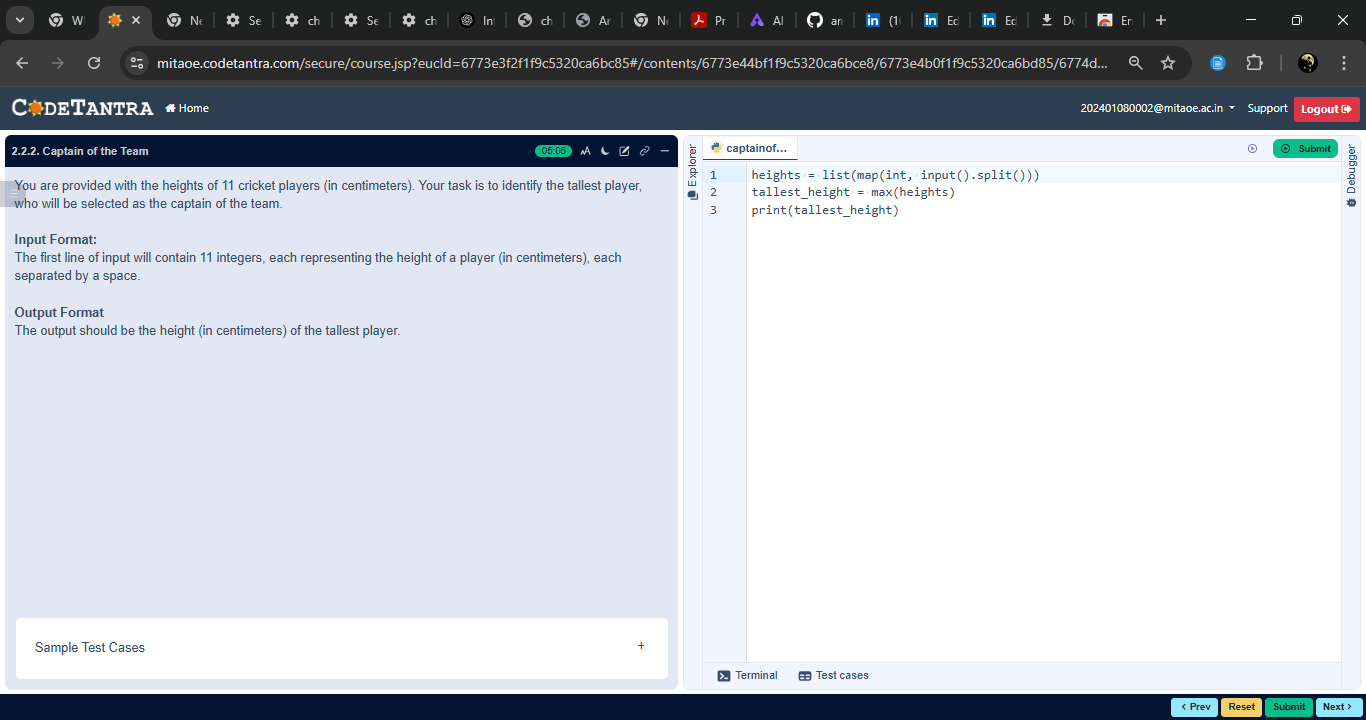 W
Ne
Se
ch
Se
ch
In
ch
Ar
Ne
Pr
Al
an
(1
Ed
Ed
Do
En
mitaoe.codetantra.com/secure/course.jsp?eucId=6773e3f2f1f9c5320ca6bc85#/contents/6773e44bf1f9c5320ca6bce8/6773e4b0f1f9c5320ca6bd85/6774d...
CODETANTRA
Home
202401080002@mitaoe.ac.in
Support
Logout
2.2.2. Captain of the Team
05:05
AA
You are provided with the heights of 11 cricket players (in centimeters). Your task is to identify the tallest player,
who will be selected as the captain of the team.
Input Format:
The first line of input will contain 11 integers, each representing the height of a player (in centimeters), each
separated by a space.
Output Format
The output should be the height (in centimeters) of the tallest player.
Sample Test Cases
+
Explorer
captainof...
Submit
1 heights = list(map(int, input().split()))
2 tallest_height = max(heights)
3 print(tallest_height)
Debugger
Terminal
Test cases
< Prev
Reset
Submit
Next >